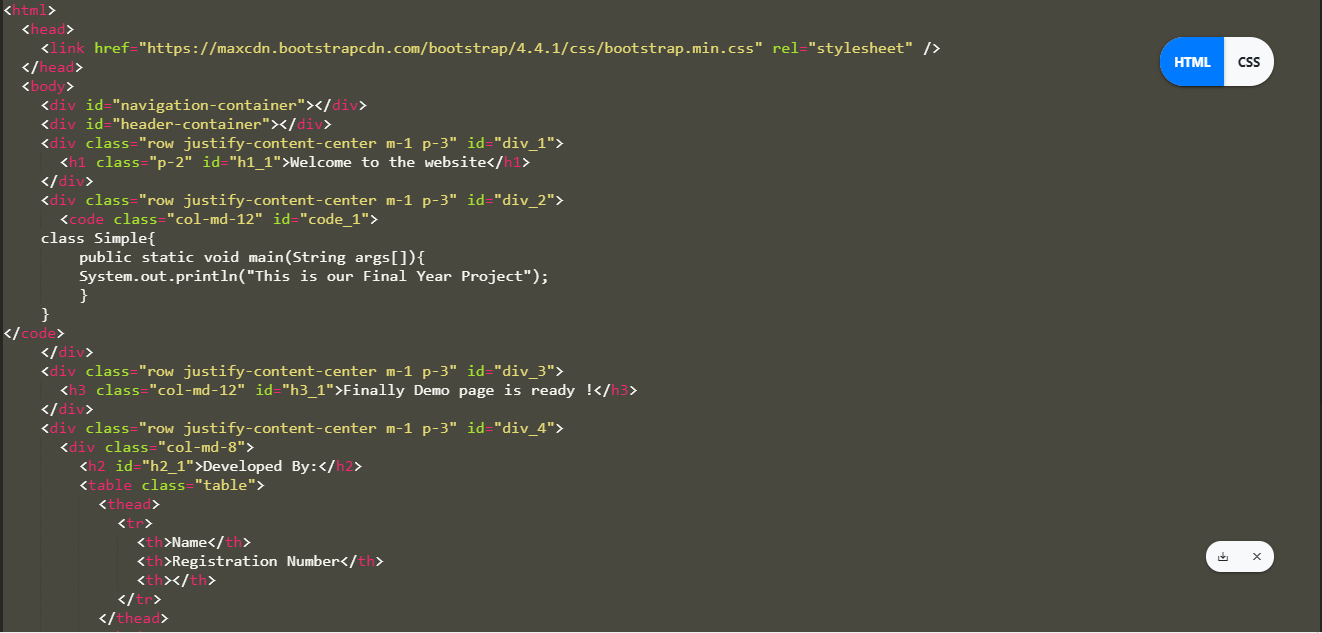 <html>
<head>
<link href="https://maxcdn.bootstrapcdn.com/bootstrap/4.4.1/css/bootstrap.min.css" rel="stylesheet" />
</head>
<body>
<div id="navigation-container"></div>
<div id="header-container"></div>
<div class="row justify-content-center m-1 p-3" id="div_1">
<h1 class="p-2" id="h1_1">Welcome to the website</h1>
</div>
<div class="row justify-content-center m-1 p-3" id="div_2">
<code class="col-md-12" id="code_1">
class Simple{
public static void main(String args[]){
System.out.println("This is our Final Year Project");
}
}
</code>
</div>
<div class="row justify-content-center m-1 p-3" id="div_3">
<h3 class="col-md-12" id="h3_1">Finally Demo page is ready !</h3>
</div>
<div class="row justify-content-center m-1 p-3" id="div_4">
<div class="col-md-8">
<h2 id="h2_1">Developed By:</h2>
<table class="table">
<thead>
<tr>
<th>Name</th>
<th>Registration Number</th>
<th></th>
</tr>
</thead>
HTML CSS